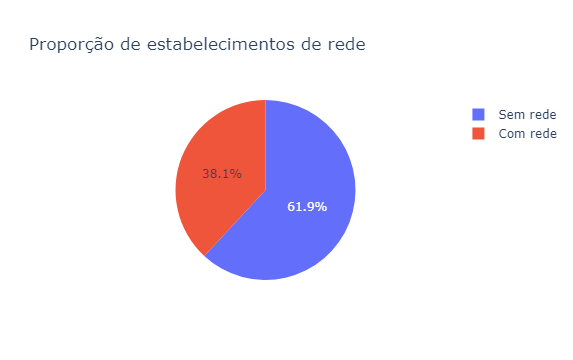 Proporção de estabelecimentos de rede
Sem rede
Com rede
38.1%
61.9%